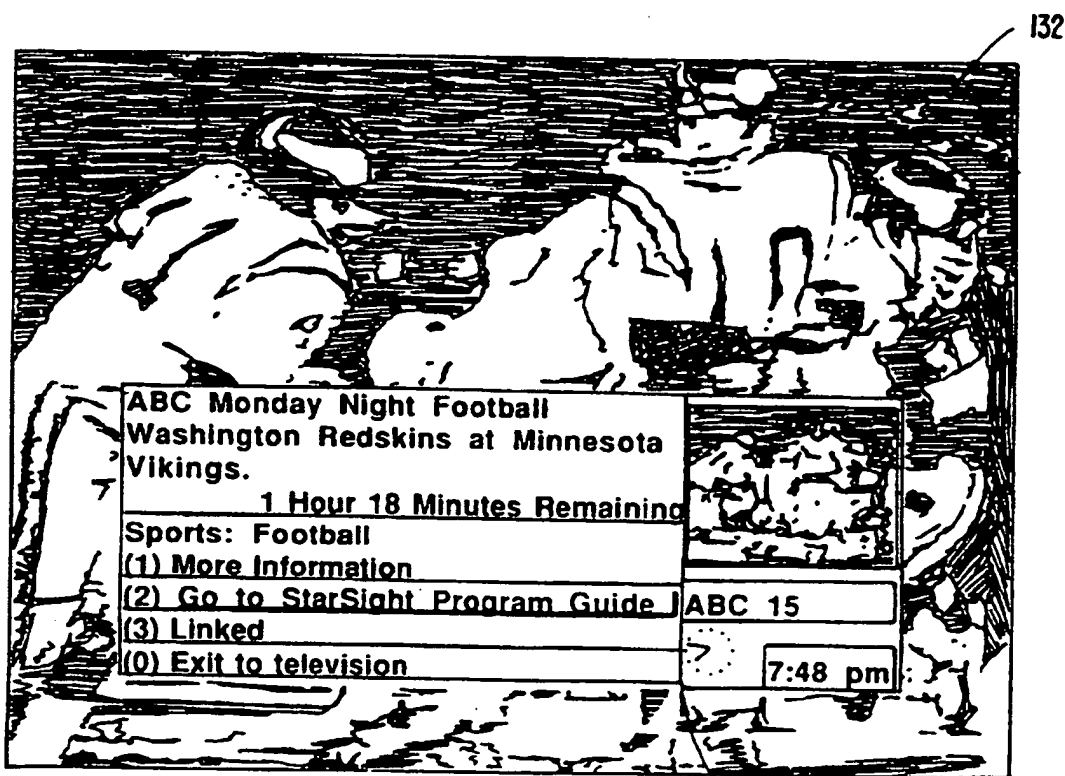 132
ABC Monday Night Football
Washington Redskins at Minnesota
Vikings.
1 Hour 18 Minutes Remaining
Sports: Football
(1) More Information
(2) Go to StarSight Program Guide
ABC 15
(3) Linked
(0) Exit to television
7:48 pm